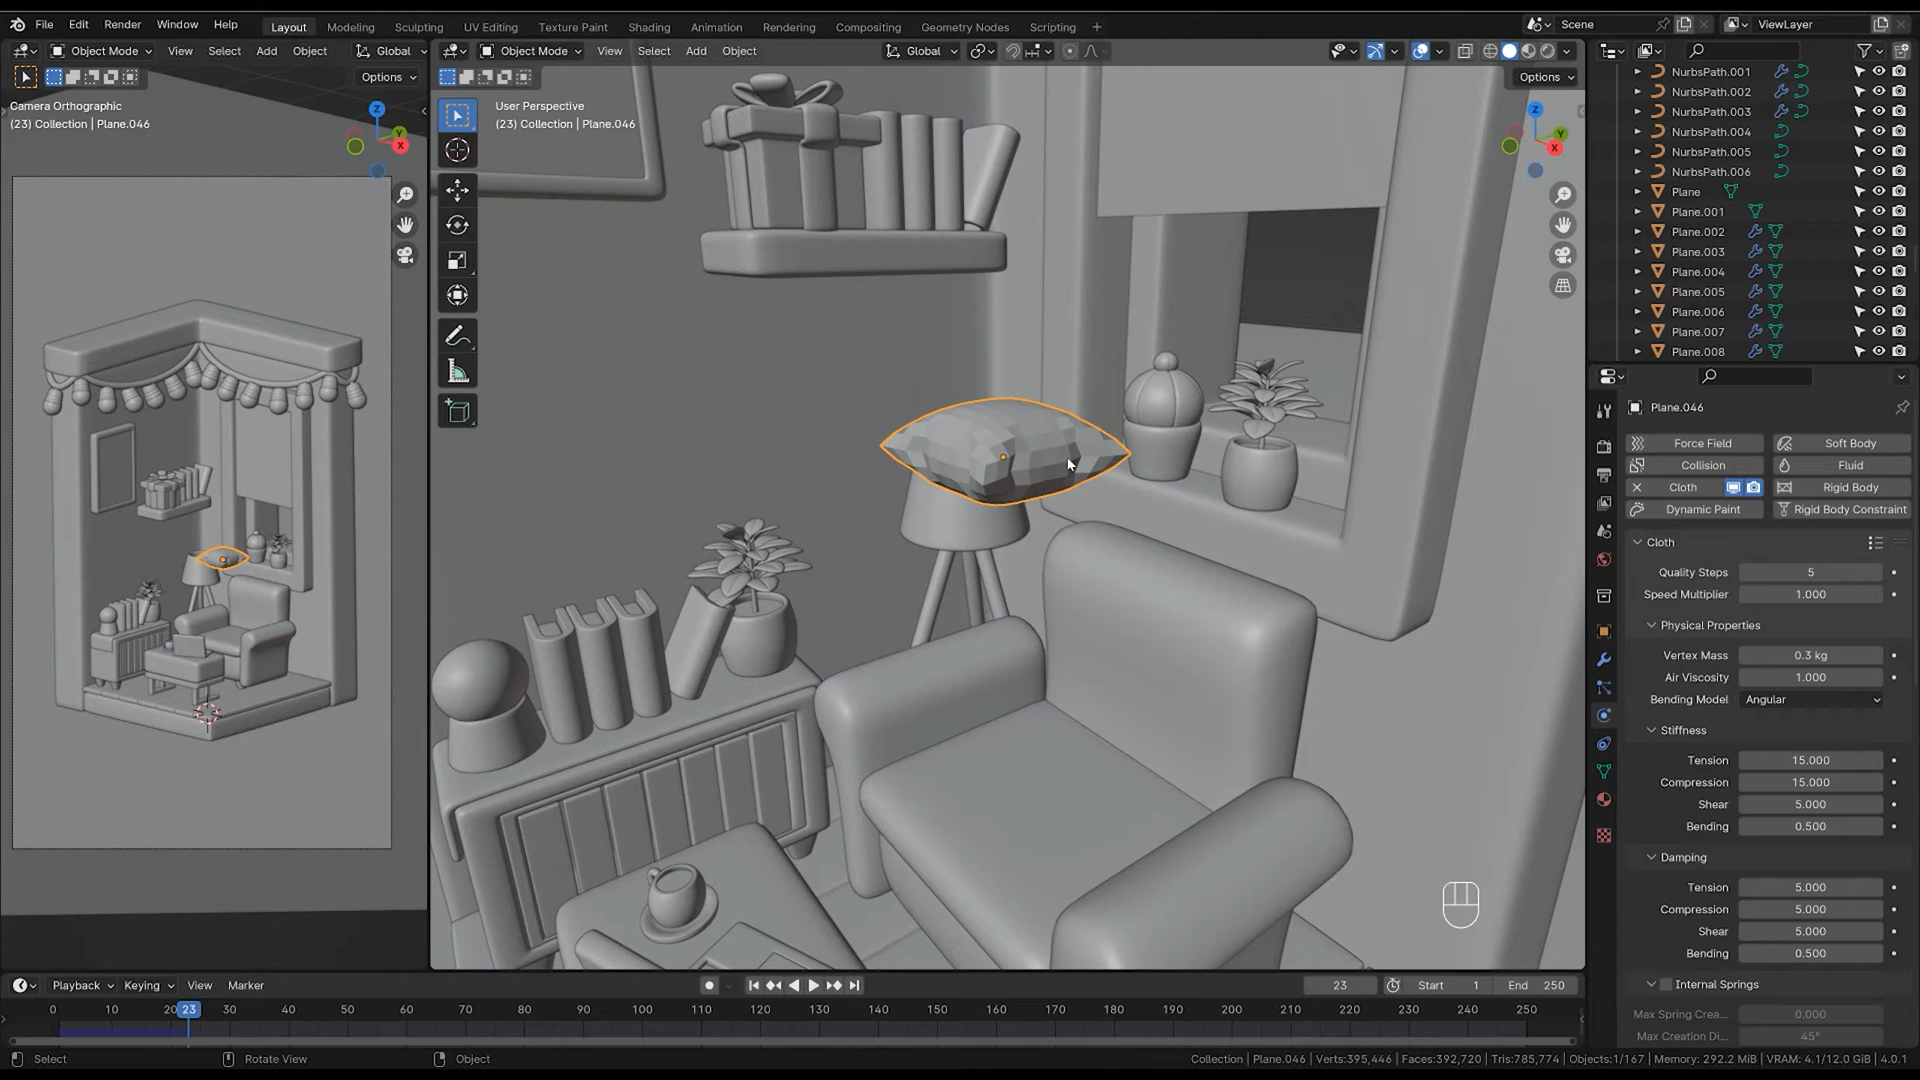 File Edit Render Window Help Layout Modeling Sculpting UV Editing Texture Paint Shading Animation Rendering Compositing Geometry Nodes Scripting + Scene ViewLayer
Object Mode View Select Add Object Global Object Mode View Select Add Object Global
Options Options
Camera Orthographic
(23) Collection | Plane.046
User Perspective
(23) Collection | Plane.046
Z
Y
X
Z
Y
X
NurbsPath.001
NurbsPath.002
NurbsPath.003
NurbsPath.004
NurbsPath.005
NurbsPath.006
Plane
Plane.001
Plane.002
Plane.003
Plane.004
Plane.005
Plane.006
Plane.007
Plane.008
Plane.046
Force Field Soft Body
Collision Fluid
Cloth Rigid Body
Dynamic Paint Rigid Body Constraint
Cloth
Quality Steps 5
Speed Multiplier 1.000
Physical Properties
Vertex Mass 0.3 kg
Air Viscosity 1.000
Bending Model Angular
Stiffness
Tension 15.000
Compression 15.000
Shear 5.000
Bending 0.500
Damping
Tension 5.000
Compression 5.000
Shear 5.000
Bending 0.500
Internal Springs
Max Spring Crea... 0.000
Max Creation Di... 45°
Playback Keying View Marker 23 Start 1 End 250
0 10 20 23 30 40 50 60 70 80 90 100 110 120 130 140 150 160 170 180 190 200 210 220 230 240 250
Select Rotate View Object Collection | Plane.046 | Verts:395,446 | Faces:392,720 | Tris:785,774 | Objects:1/167 | Memory: 292.2 MiB | VRAM: 4.1/12.0 GiB | 4.0.1